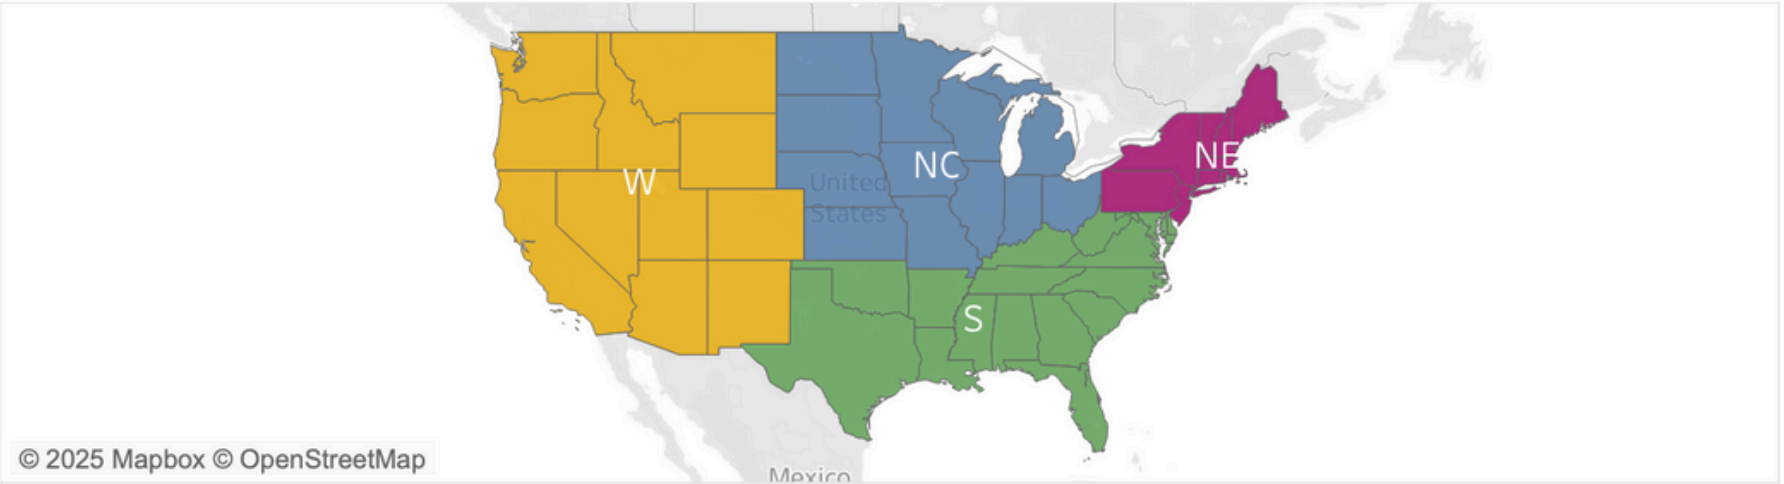 NC
NE
W
United
States
S
© 2025 Mapbox © OpenStreetMap
Mexico